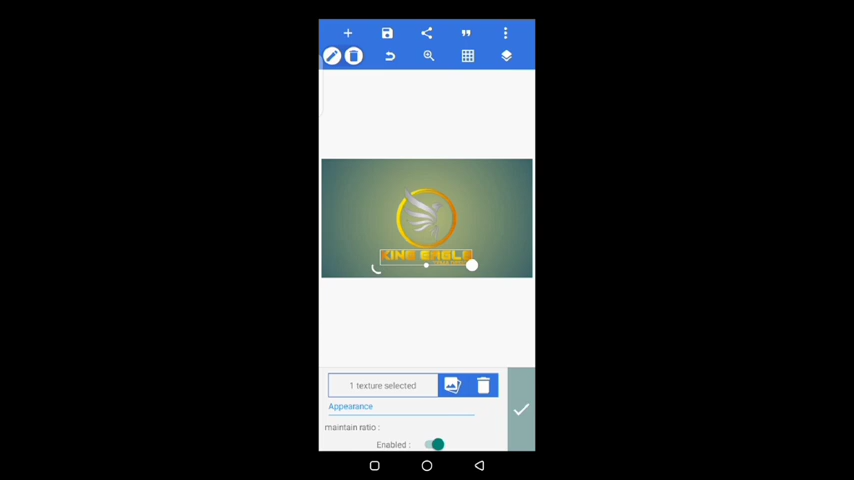 KING EAGLE
1 texture selected
Appearance
maintain ratio :
Enabled :